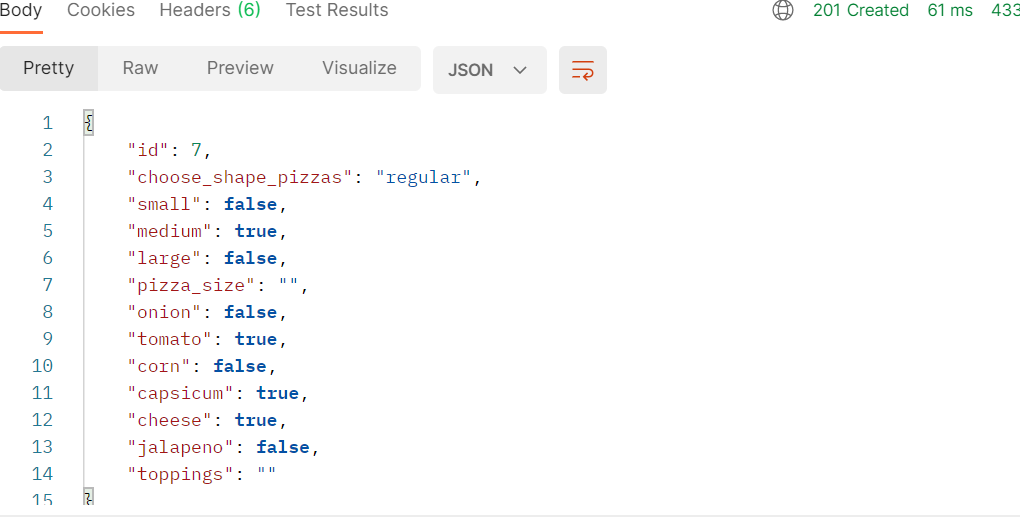 Body Cookies Headers (6) Test Results 201 Created 61 ms 433
Pretty Raw Preview Visualize JSON
1 {
2 "id": 7,
3 "choose_shape_pizzas": "regular",
4 "small": false,
5 "medium": true,
6 "large": false,
7 "pizza_size": "",
8 "onion": false,
9 "tomato": true,
10 "corn": false,
11 "capsicum": true,
12 "cheese": true,
13 "jalapeno": false,
14 "toppings": ""
15 }